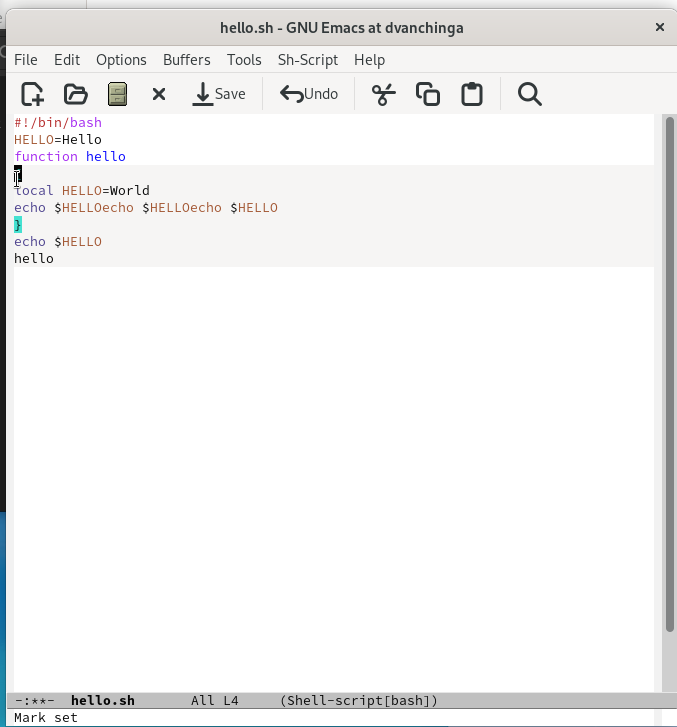 hello.sh - GNU Emacs at dvanchinga
File Edit Options Buffers Tools Sh-Script Help
Save Undo
#!/bin/bash
HELLO=Hello
function hello
local HELLO=World
echo $HELLOecho $HELLOecho $HELLO
}
echo $HELLO
hello
-:**- hello.sh All L4 (Shell-script[bash])
Mark set